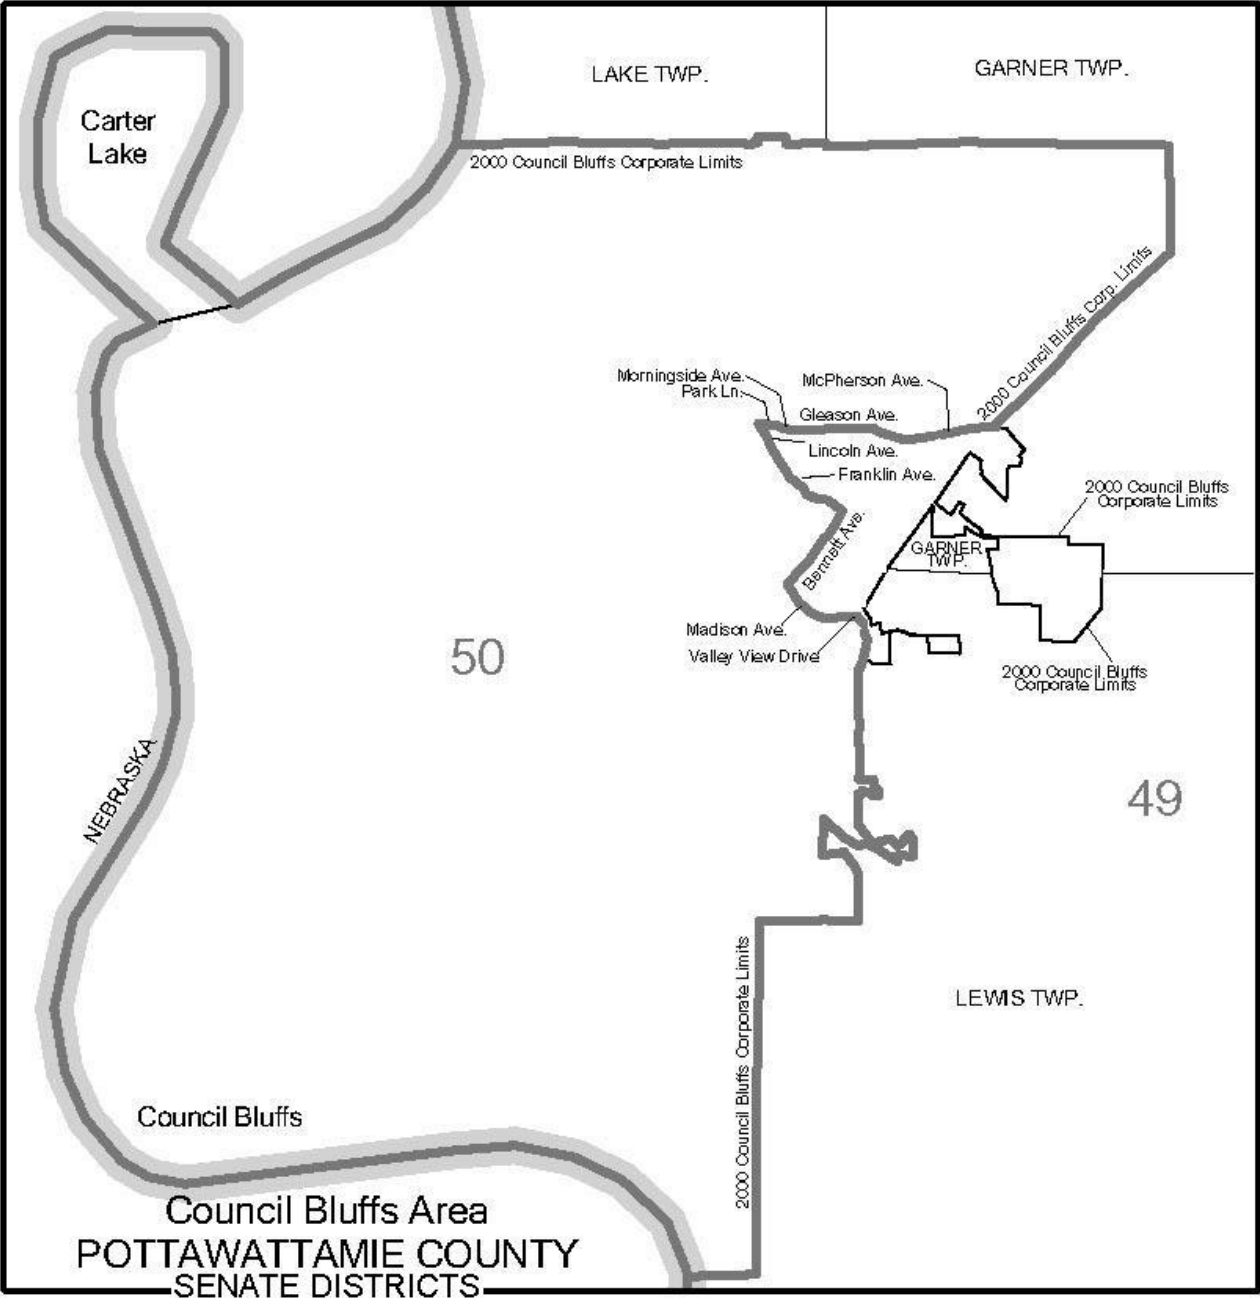 LAKE TWP.
GARNER TWP.
Carter
Lake
2000 Council Bluffs Corporate Limits
2000 Council Bluffs Corp. Limits
Morningside Ave.
Park Ln.
McPherson Ave.
Gleason Ave.
Lincoln Ave.
Franklin Ave.
2000 Council Bluffs
Corporate Limits
Bennett Ave.
GARNER
TWP.
Madison Ave.
Valley View Drive
50
2000 Council Bluffs
Corporate Limits
NEBRASKA
49
2000 Council Bluffs Corporate Limits
LEWIS TWP.
Council Bluffs
Council Bluffs Area
POTTAWATTAMIE COUNTY
SENATE DISTRICTS